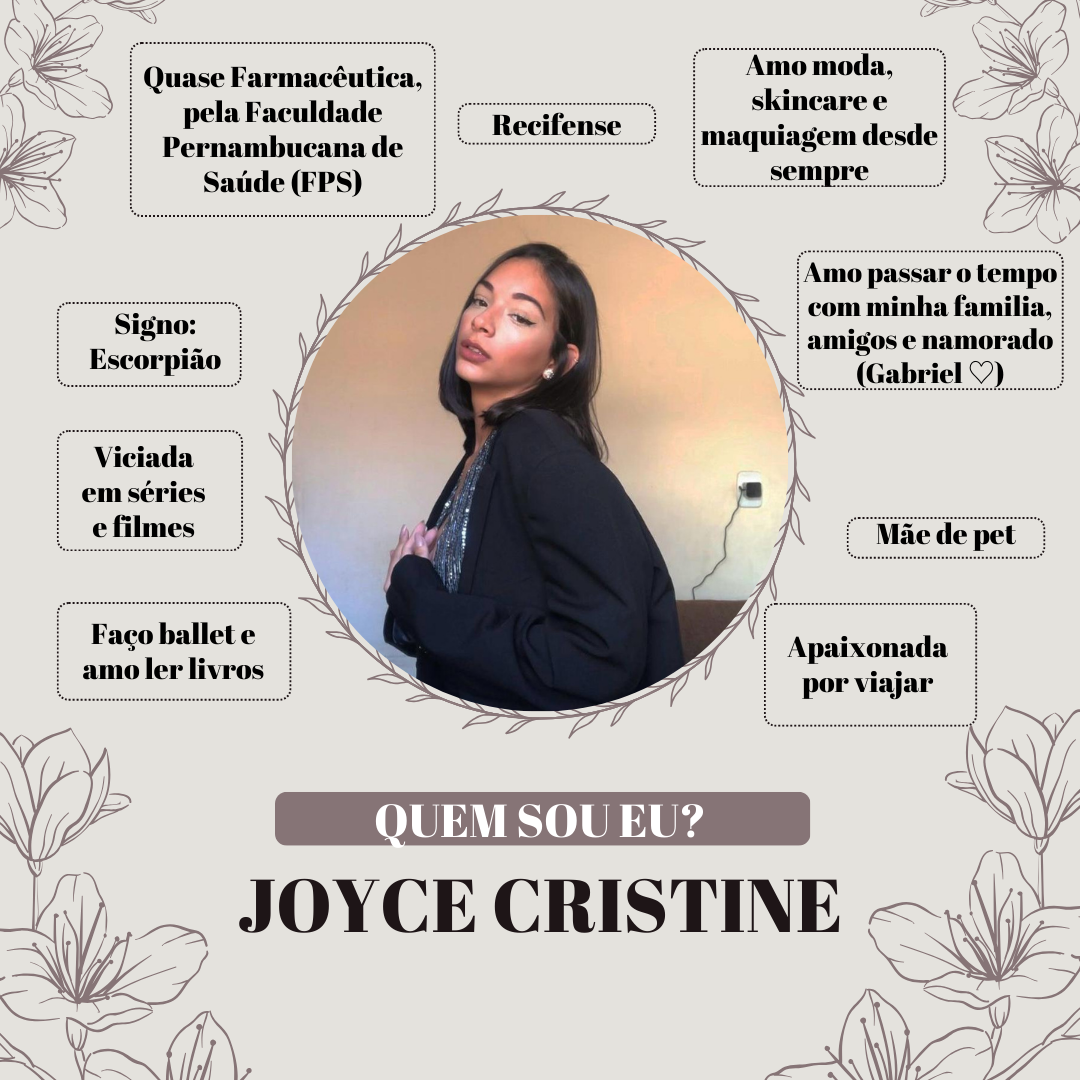 Quase Farmacêutica,
pela Faculdade
Pernambucana de
Saúde (FPS)
Recifense
Amo moda,
skincare e
maquiagem desde
sempre
Amo passar o tempo
com minha familia,
amigos e namorado
(Gabriel ♡)
Signo:
Escorpião
Viciada
em séries
e filmes
Mãe de pet
Faço ballet e
amo ler livros
Apaixonada
por viajar
QUEM SOU EU?
JOYCE CRISTINE